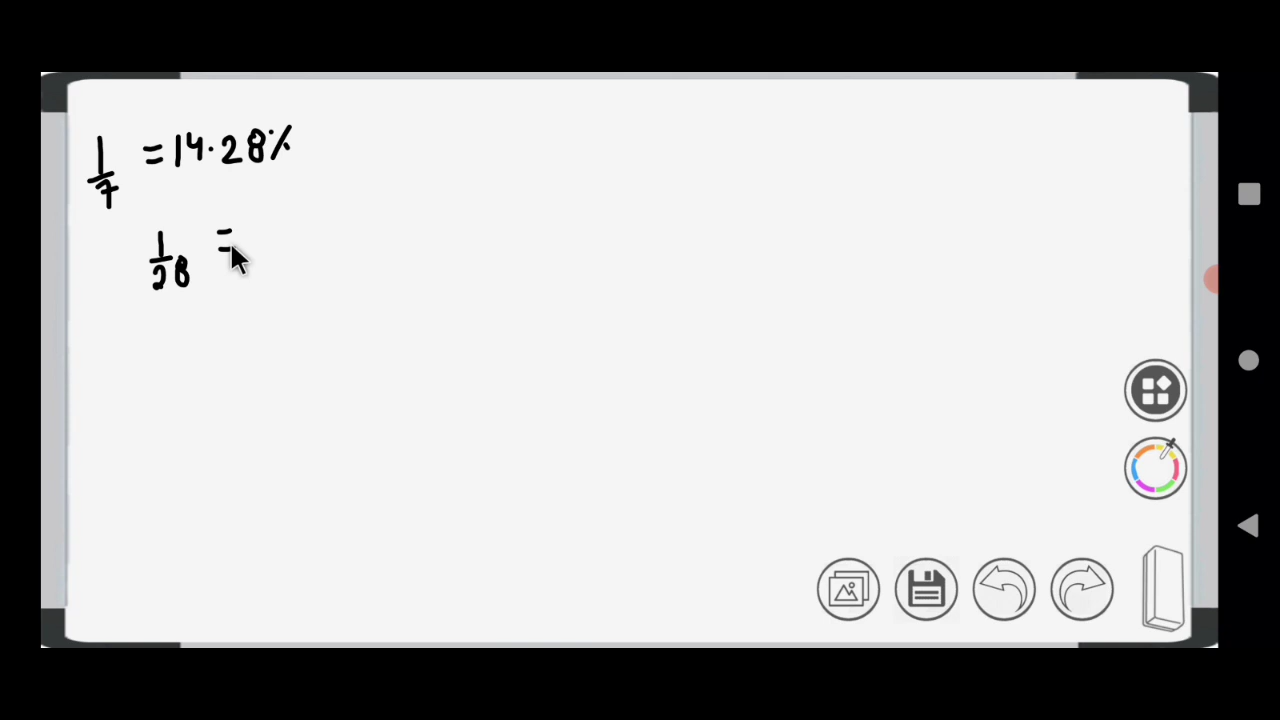 1/7 = 14.28%
1/28 =